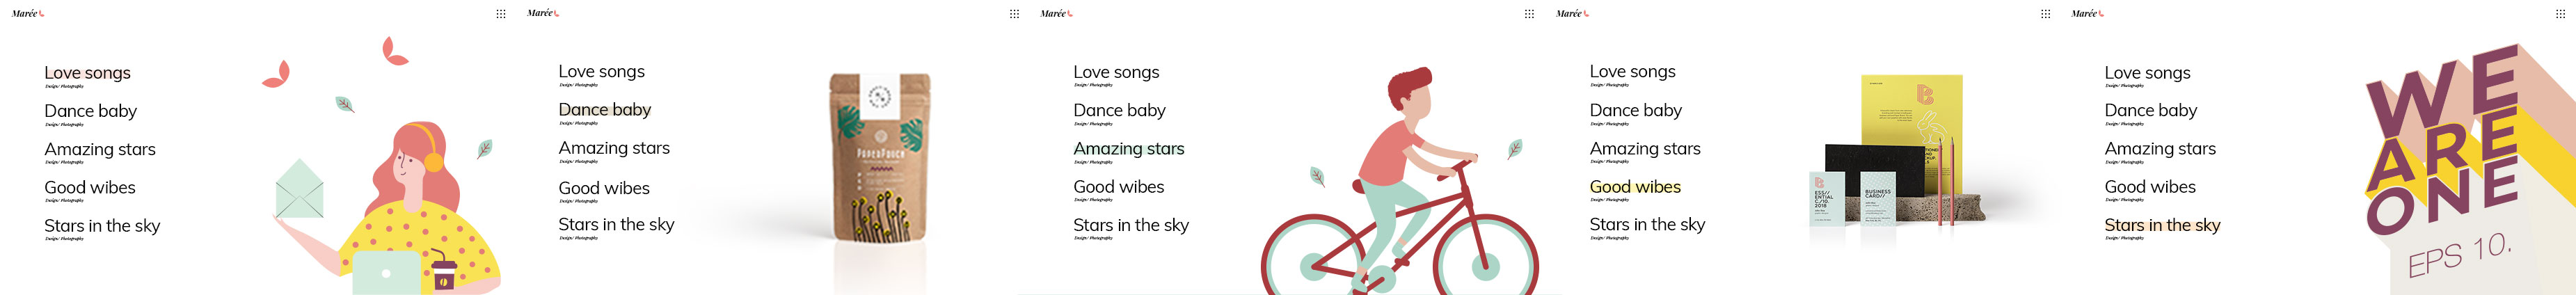 Marée
Love songs
Design / Photography
Dance baby
Design / Photography
Amazing stars
Design / Photography
Good wibes
Design / Photography
Stars in the sky
Design / Photography
Marée
Love songs
Design / Photography
Dance baby
Design / Photography
Amazing stars
Design / Photography
Good wibes
Design / Photography
Stars in the sky
Design / Photography
PAPERPOUCH
Marée
Love songs
Design / Photography
Dance baby
Design / Photography
Amazing stars
Design / Photography
Good wibes
Design / Photography
Stars in the sky
Design / Photography
Marée
Love songs
Design / Photography
Dance baby
Design / Photography
Amazing stars
Design / Photography
Good wibes
Design / Photography
Stars in the sky
Design / Photography
B
B
ESS//
ENTIAL
C./10.
2018
BUSINESS
CARD//
Marée
Love songs
Design / Photography
Dance baby
Design / Photography
Amazing stars
Design / Photography
Good wibes
Design / Photography
Stars in the sky
Design / Photography
WE
ARE
ONE
EPS 10.